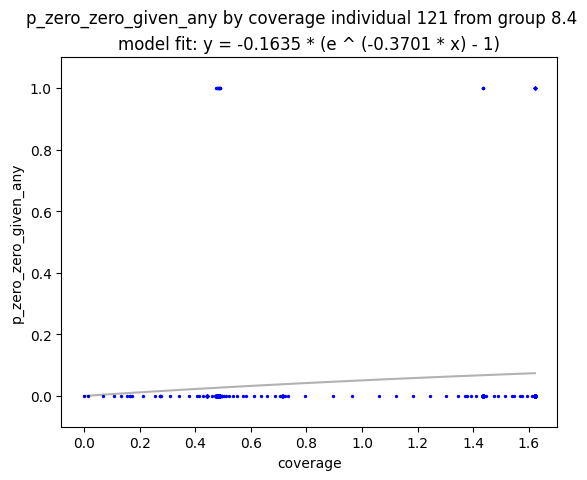 p_zero_zero_given_any by coverage individual 121 from group 8.4
model fit: y = -0.1635 * (e ^ (-0.3701 * x) - 1)
1.0
0.8
0.6
0.4
0.2
0.0
p_zero_zero_given_any
0.0 0.2 0.4 0.6 0.8 1.0 1.2 1.4 1.6
coverage